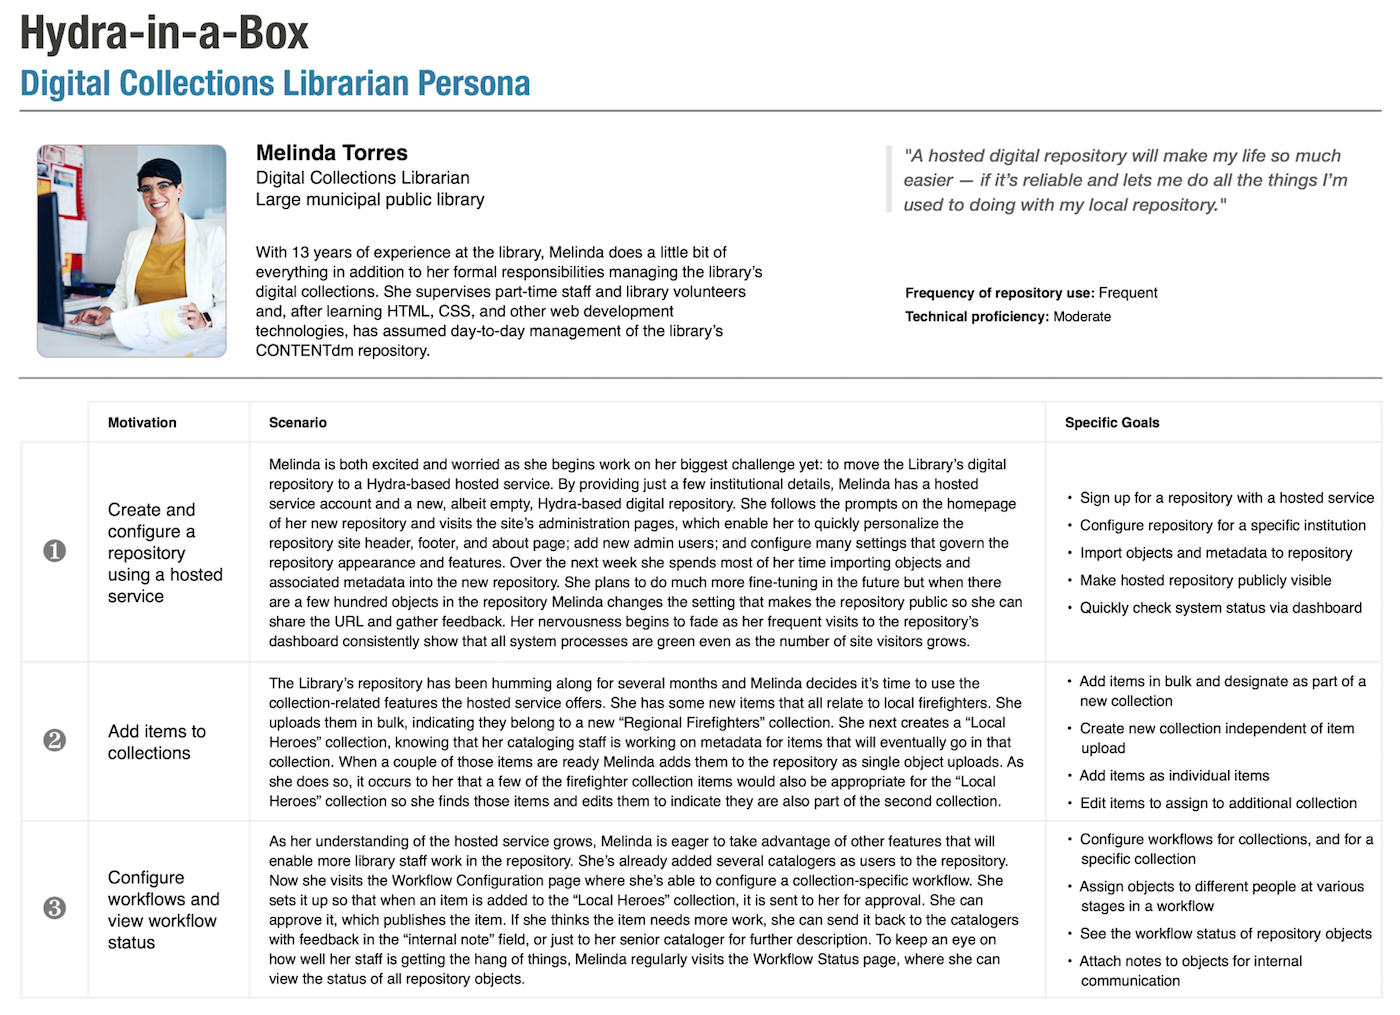 Hydra-in-a-Box
Digital Collections Librarian Persona
Melinda Torres
Digital Collections Librarian
Large municipal public library
With 13 years of experience at the library, Melinda does a little bit of
everything in addition to her formal responsibilities managing the library’s
digital collections. She supervises part-time staff and library volunteers
and, after learning HTML, CSS, and other web development
technologies, has assumed day-to-day management of the library’s
CONTENTdm repository.
"A hosted digital repository will make my life so much
easier — if it’s reliable and lets me do all the things I’m
used to doing with my local repository."
Frequency of repository use: Frequent
Technical proficiency: Moderate
Motivation
Scenario
Specific Goals
1
Create and
configure a
repository
using a hosted
service
Melinda is both excited and worried as she begins work on her biggest challenge yet: to move the Library’s digital
repository to a Hydra-based hosted service. By providing just a few institutional details, Melinda has a hosted
service account and a new, albeit empty, Hydra-based digital repository. She follows the prompts on the homepage
of her new repository and visits the site’s administration pages, which enable her to quickly personalize the
repository site header, footer, and about page; add new admin users; and configure many settings that govern the
repository appearance and features. Over the next week she spends most of her time importing objects and
associated metadata into the new repository. She plans to do much more fine-tuning in the future but when there
are a few hundred objects in the repository Melinda changes the setting that makes the repository public so she can
share the URL and gather feedback. Her nervousness begins to fade as her frequent visits to the repository’s
dashboard consistently show that all system processes are green even as the number of site visitors grows.
• Sign up for a repository with a hosted service
• Configure repository for a specific institution
• Import objects and metadata to repository
• Make hosted repository publicly visible
• Quickly check system status via dashboard
2
Add items to
collections
The Library’s repository has been humming along for several months and Melinda decides it’s time to use the
collection-related features the hosted service offers. She has some new items that all relate to local firefighters. She
uploads them in bulk, indicating they belong to a new “Regional Firefighters” collection. She next creates a “Local
Heroes” collection, knowing that her cataloging staff is working on metadata for items that will eventually go in that
collection. When a couple of those items are ready Melinda adds them to the repository as single object uploads. As
she does so, it occurs to her that a few of the firefighter collection items would also be appropriate for the “Local
Heroes” collection so she finds those items and edits them to indicate they are also part of the second collection.
• Add items in bulk and designate as part of a
new collection
• Create new collection independent of item
upload
• Add items as individual items
• Edit items to assign to additional collection
3
Configure
workflows and
view workflow
status
As her understanding of the hosted service grows, Melinda is eager to take advantage of other features that will
enable more library staff work in the repository. She’s already added several catalogers as users to the repository.
Now she visits the Workflow Configuration page where she’s able to configure a collection-specific workflow. She
sets it up so that when an item is added to the “Local Heroes” collection, it is sent to her for approval. She can
approve it, which publishes the item. If she thinks the item needs more work, she can send it back to the catalogers
with feedback in the “internal note” field, or just to her senior cataloger for further description. To keep an eye on
how well her staff is getting the hang of things, Melinda regularly visits the Workflow Status page, where she can
view the status of all repository objects.
• Configure workflows for collections, and for a
specific collection
• Assign objects to different people at various
stages in a workflow
• See the workflow status of repository objects
• Attach notes to objects for internal
communication